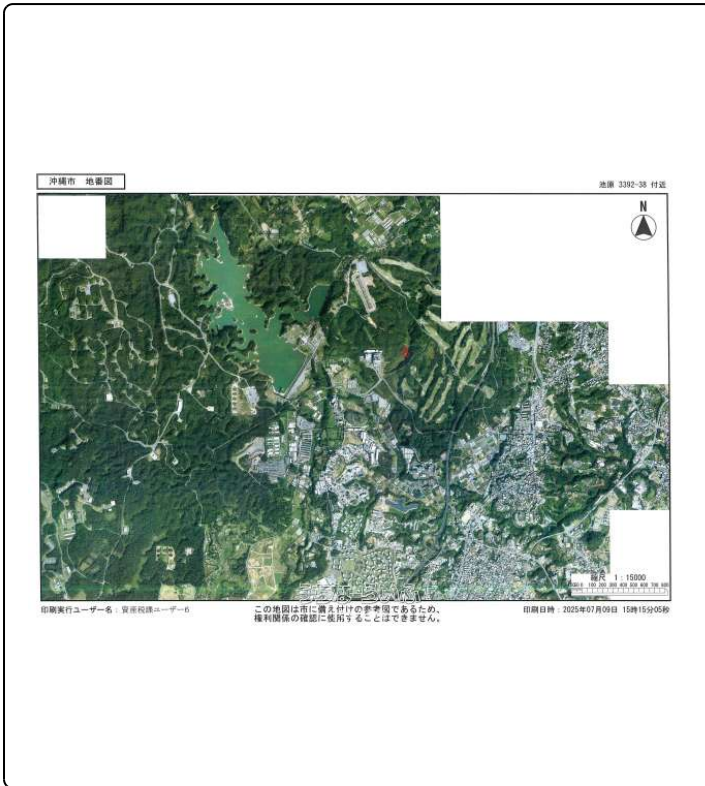 沖縄市 地番図
池原 3392-38 付近
N
縮尺 1:15000
印刷実行ユーザー名：資産税課ユーザー6
この地図は市に備え付けの参考図であるため、
権利関係の確認に使用することはできません。
印刷日時：2025年07月09日 15時15分05秒